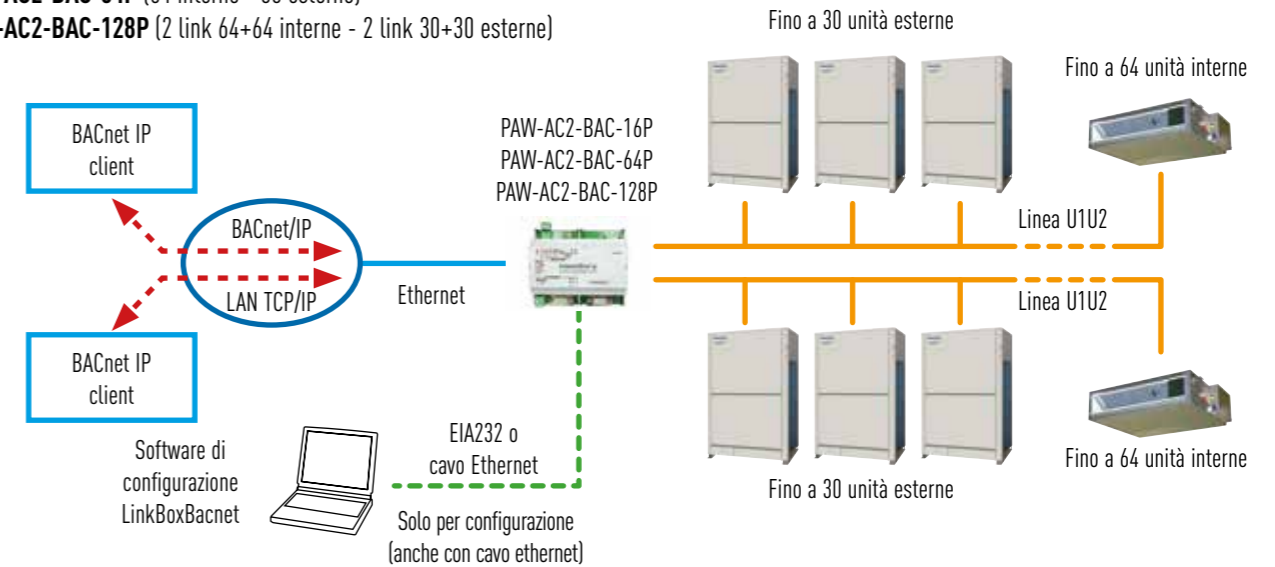 -AC2-BAC-128P (2 link 64+64 interne - 2 link 30+30 esterne)
Fino a 30 unità esterne
Fino a 64 unità interne
BACnet IP
client
PAW-AC2-BAC-16P
PAW-AC2-BAC-64P
PAW-AC2-BAC-128P
BACnet/IP
LAN TCP/IP
Ethernet
Linea U1U2
Linea U1U2
BACnet IP
client
Software di
configurazione
LinkBoxBacnet
EIA232 o
cavo Ethernet
Solo per configurazione
(anche con cavo ethernet)
Fino a 30 unità esterne
Fino a 64 unità interne